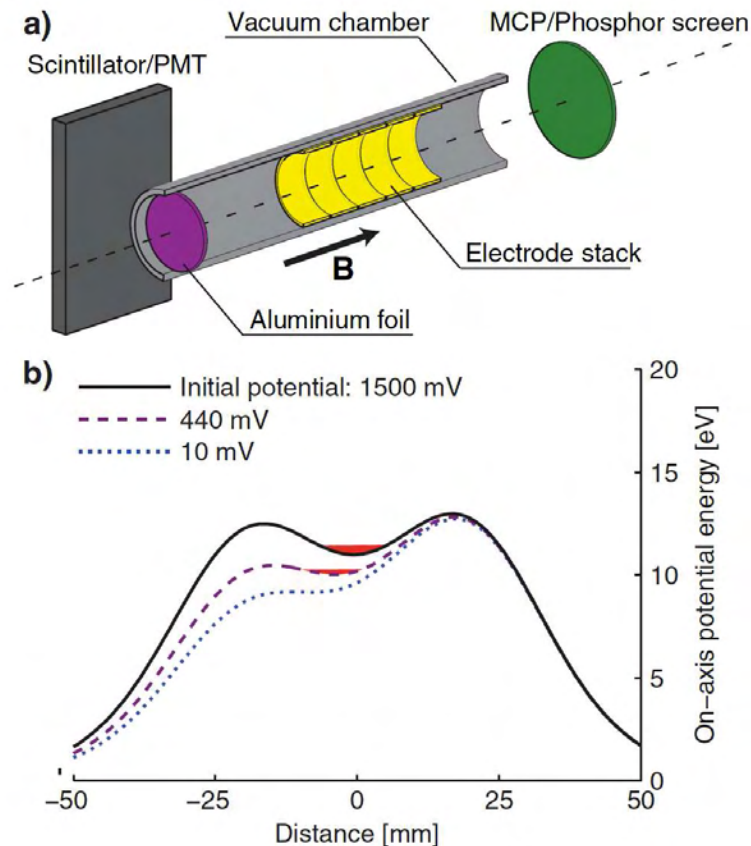 a)
Vacuum chamber
MCP/Phosphor screen
Scintillator/PMT
B
Electrode stack
Aluminium foil
b)
Initial potential: 1500 mV
440 mV
10 mV
20
15
10
5
0
On-axis potential energy [eV]
-50
-25
0
25
50
Distance [mm]